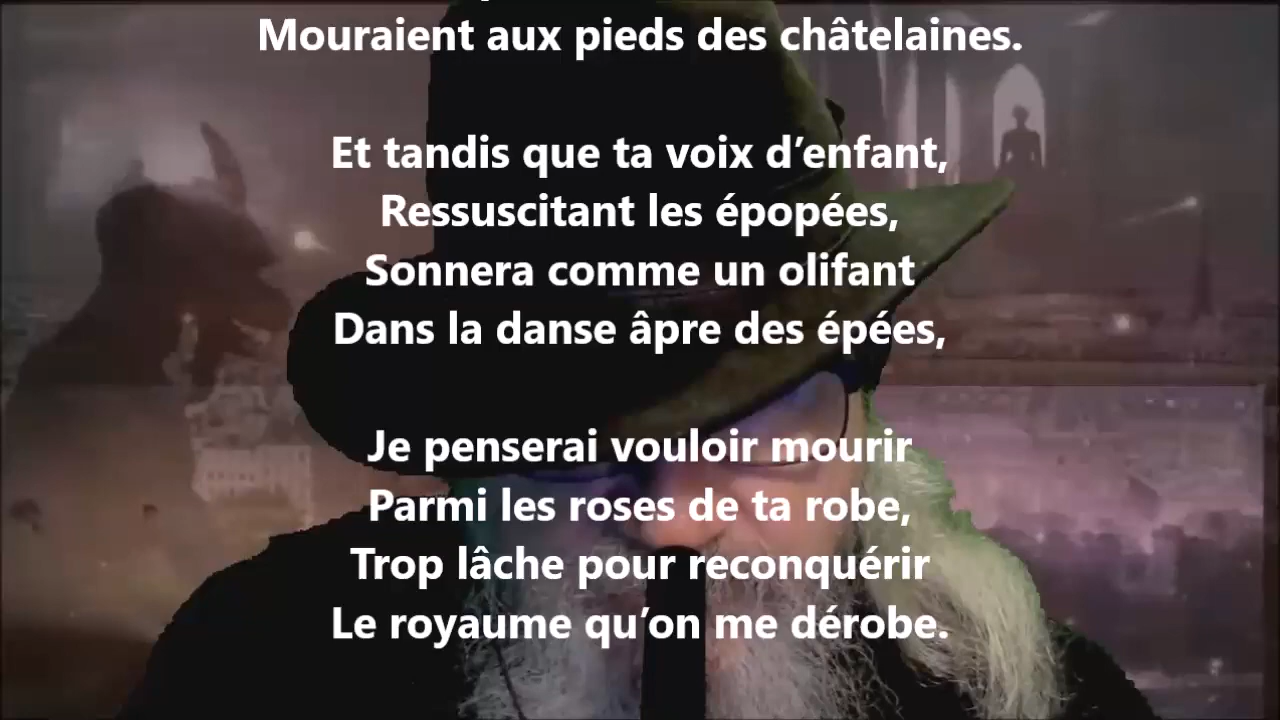 Mouraient aux pieds des châtelaines.
Et tandis que ta voix d’enfant,
Ressuscitant les épopées,
Sonnera comme un olifant
Dans la danse âpre des épées,
Je penserai vouloir mourir
Parmi les roses de ta robe,
Trop lâche pour reconquérir
Le royaume qu’on me dérobe.